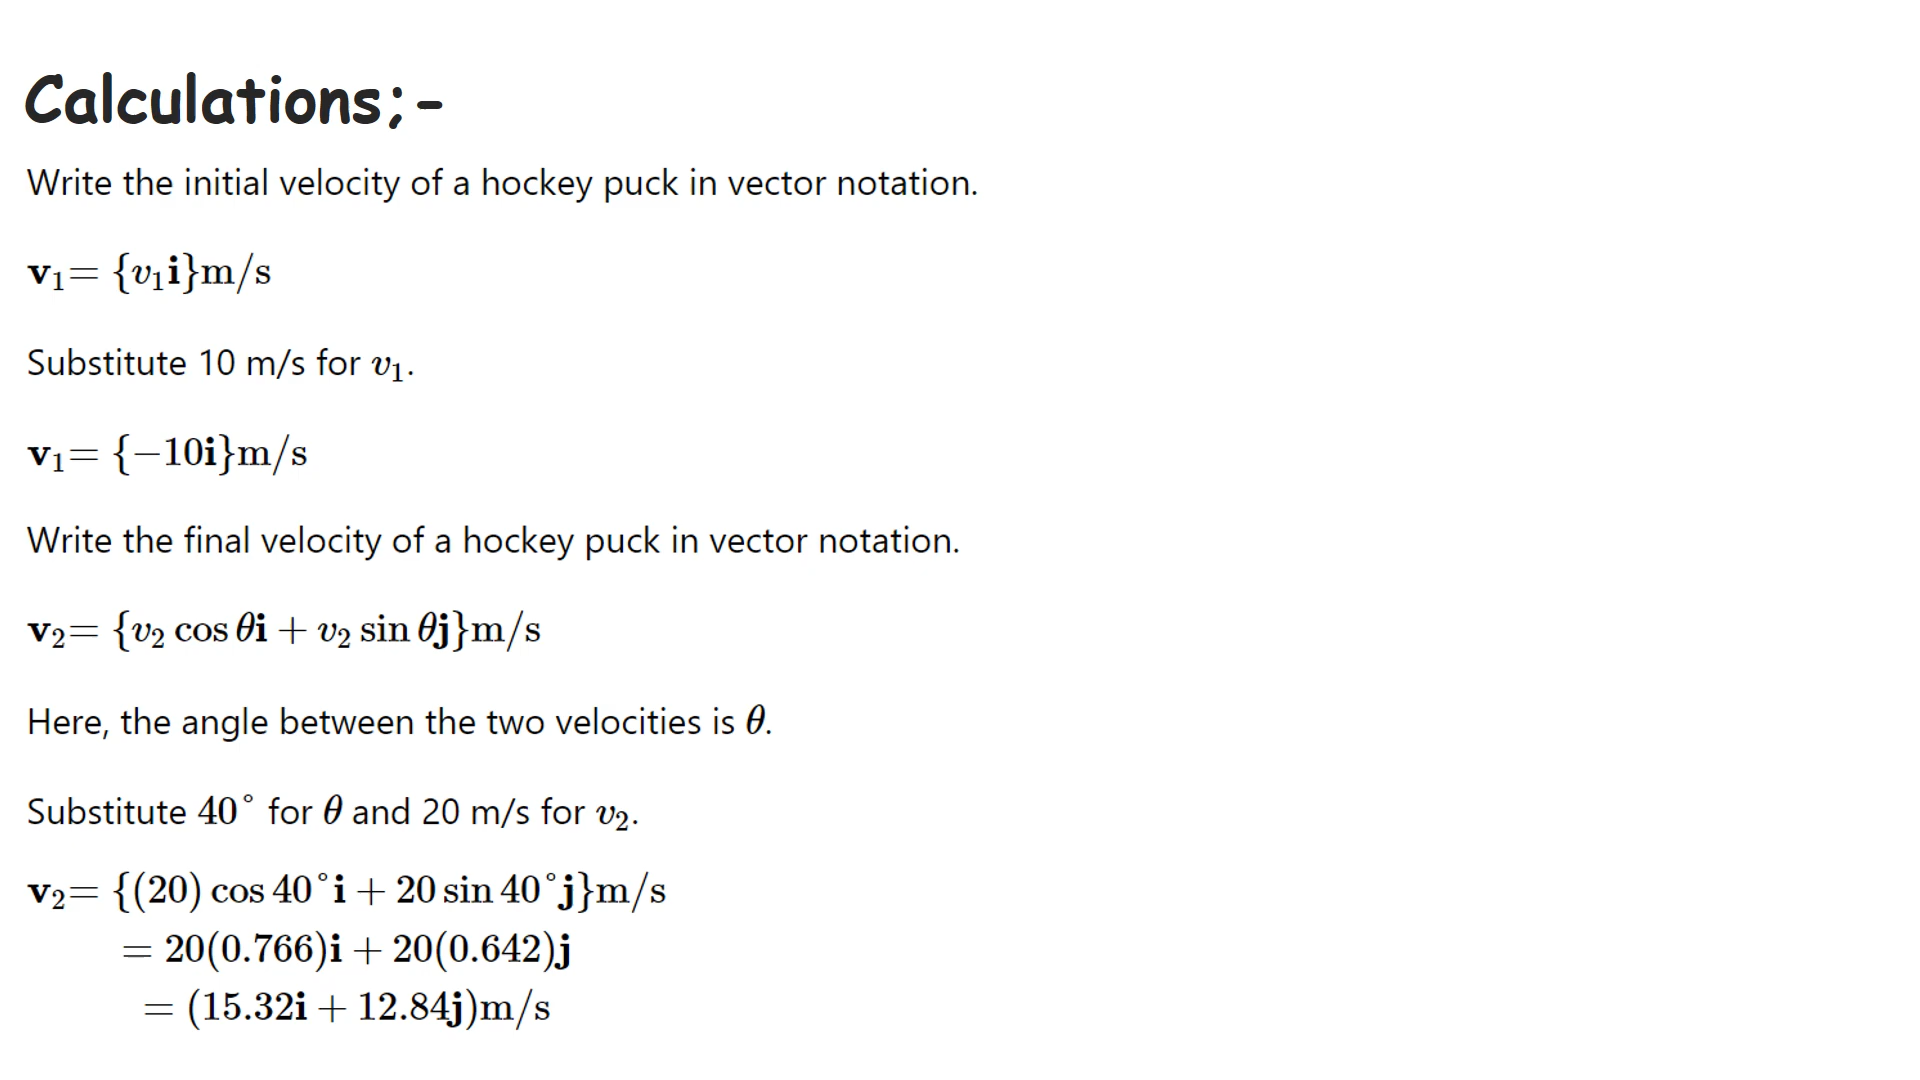 Calculations;-
Write the initial velocity of a hockey puck in vector notation.
v₁= {v₁i}m/s
Substitute 10 m/s for v₁.
v₁= {−10i}m/s
Write the final velocity of a hockey puck in vector notation.
v₂= {v₂ cos θi + v₂ sin θj}m/s
Here, the angle between the two velocities is θ.
Substitute 40° for θ and 20 m/s for v₂.
v₂= {(20) cos 40°i + 20 sin 40°j}m/s
= 20(0.766)i + 20(0.642)j
= (15.32i + 12.84j)m/s